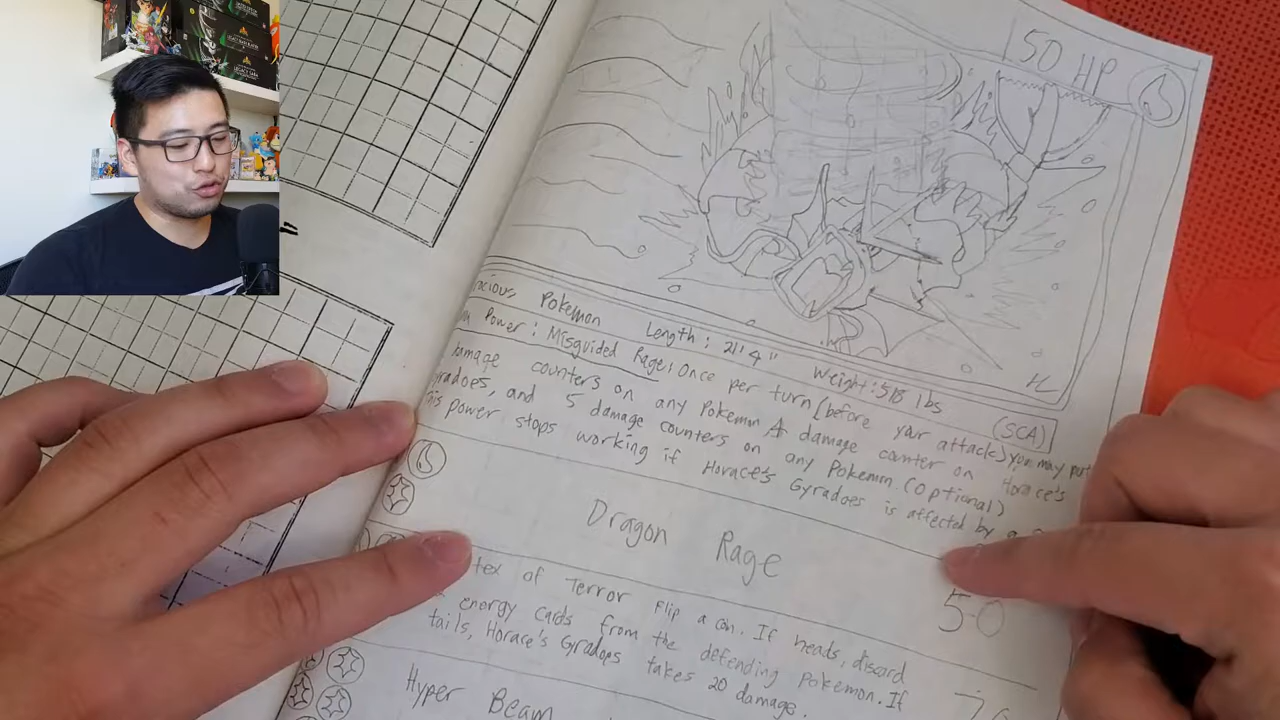 50 HP
HL
Pokemon Length: 21' 4" Weight: 518 lbs
Power: Misguided Rage: Once per turn (before your attack) you may put
damage counters on any Pokemon. A damage counter on Horace's
Gyradoes, and 5 damage counters on any Pokemon. (optional) (SCA)
This power stops working if Horace's Gyradoes is affected by a
Dragon Rage 50
of Terror Flip a coin. If heads, discard
energy cards from the defending pokemon. If
tails, Horace's Gradoes takes 20 damage.
Hyper Beam